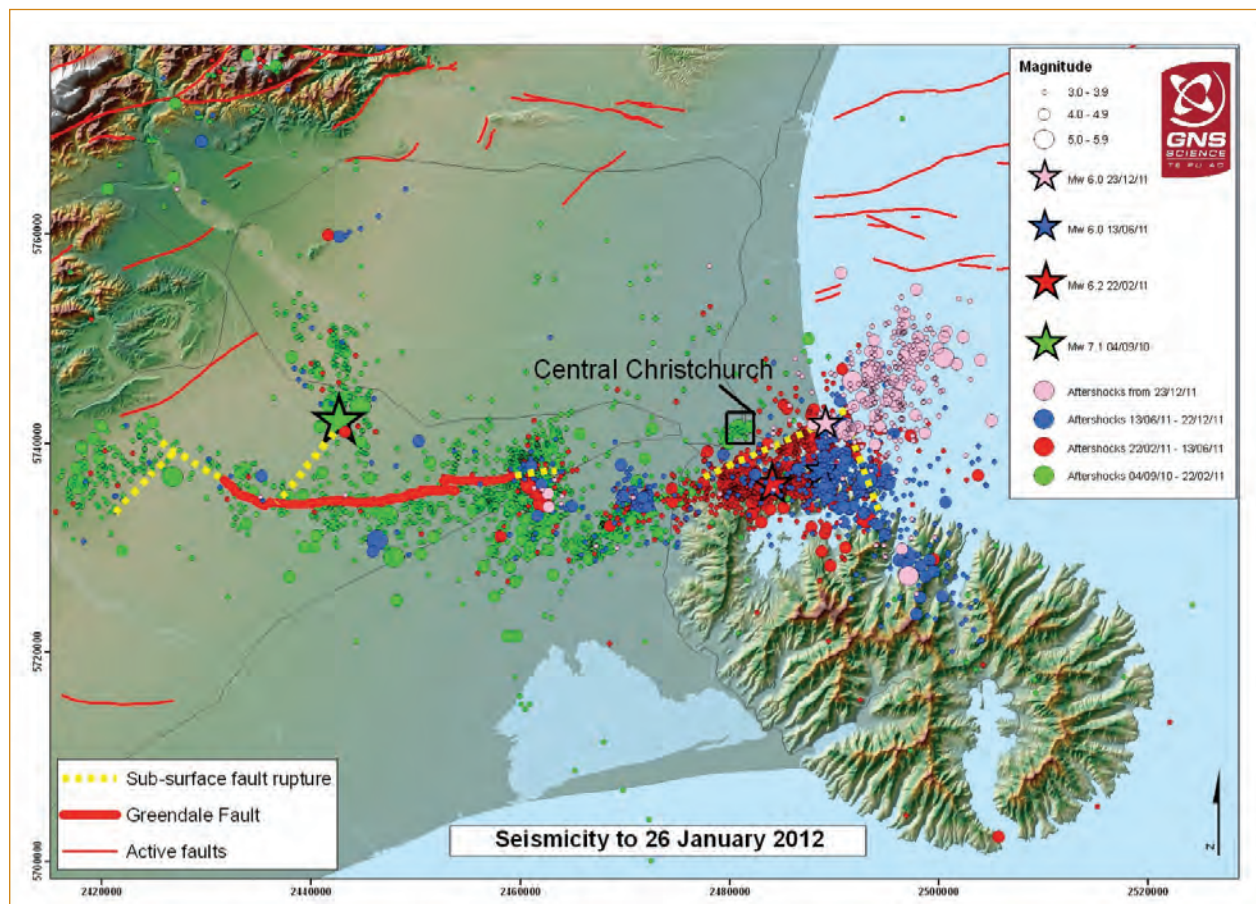 Magnitude
3.0 - 3.9
4.0 - 4.9
5.0 - 5.9
Mw 6.0 23/12/11
Mw 6.0 13/06/11
Mw 6.2 22/02/11
Mw 7.1 04/09/10
Aftershocks from 23/12/11
Aftershocks 13/06/11 - 22/12/11
Aftershocks 22/02/11 - 13/06/11
Aftershocks 04/09/10 - 22/02/11
GNS
SCIENCE
TE PU AO
Central Christchurch
5760000
5740000
5720000
5700000
Sub-surface fault rupture
Greendale Fault
Active faults
Seismicity to 26 January 2012
N
2420000
2440000
2460000
2480000
2500000
2520000